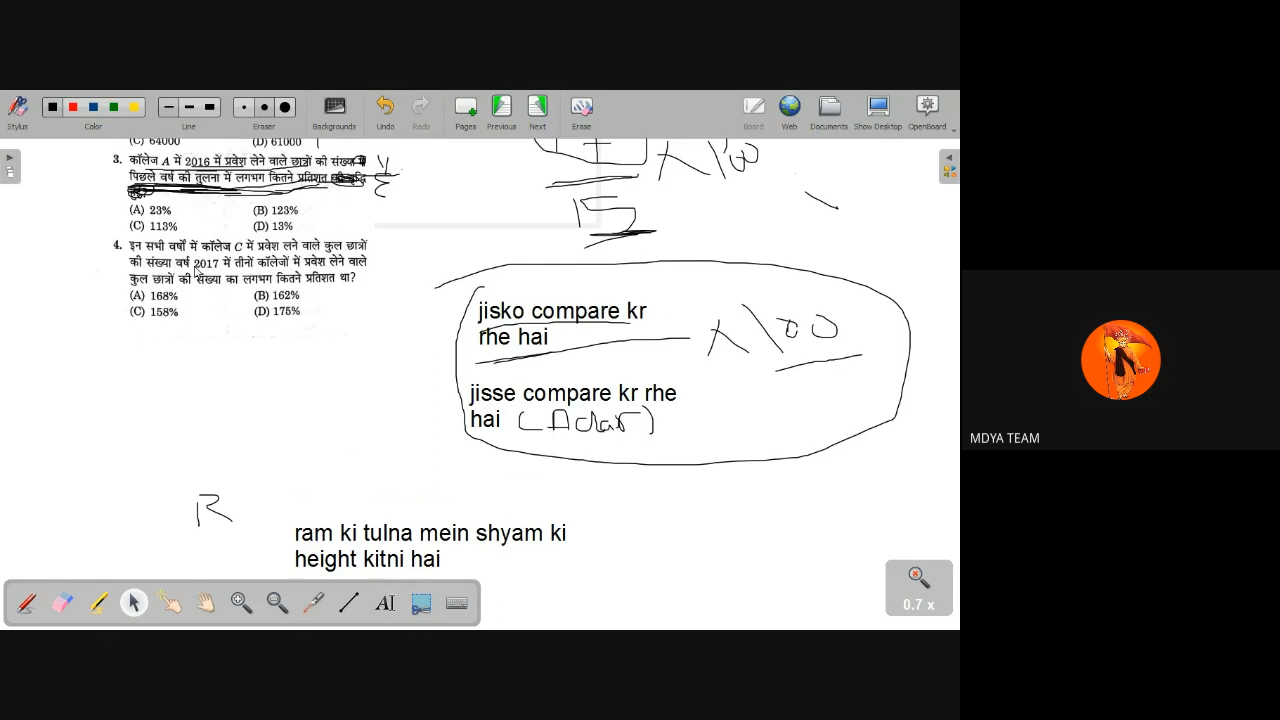 Stylus
Color
Line
Eraser
Backgrounds
Undo
Redo
Pages
Previous
Next
Erase
Board
Web
Documents
Show Desktop
OpenBoard
(C) 64000 (D) 61000
3. कॉलेज A में 2016 में प्रवेश लेने वाले छात्रों की संख्या में
पिछले वर्ष की तुलना में लगभग कितने प्रतिशत
(A) 23% (B) 123%
(C) 113% (D) 13%
4. इन सभी वर्षों में कॉलेज C में प्रवेश लने वाले कुल छात्रों
की संख्या वर्ष 2017 में तीनों कॉलेजों में प्रवेश लेने वाले
कुल छात्रों की संख्या का लगभग कितने प्रतिशत था?
(A) 168% (B) 162%
(C) 158% (D) 175%
X 100
15
jisko compare kr
rhe hai
X 100
jisse compare kr rhe
hai (Adar)
R
ram ki tulna mein shyam ki
height kitni hai
0.7 x
MDYA TEAM